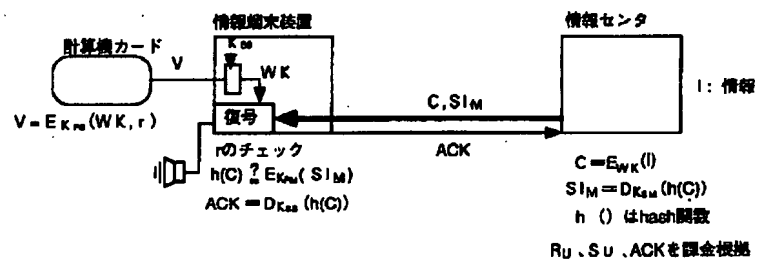 情報端末装置
情報センタ
計算機カード
V
WK
復号
I: 情報
C, SIM
ACK
V=EKPS(WK, r)
rのチェック
h(C) ?= EKPM(SIM)
ACK=DKSS(h(C))
C=EWK(I)
SIM=DKSM(h(C))
h ()はhash関数
RU、SU、ACKを課金根拠